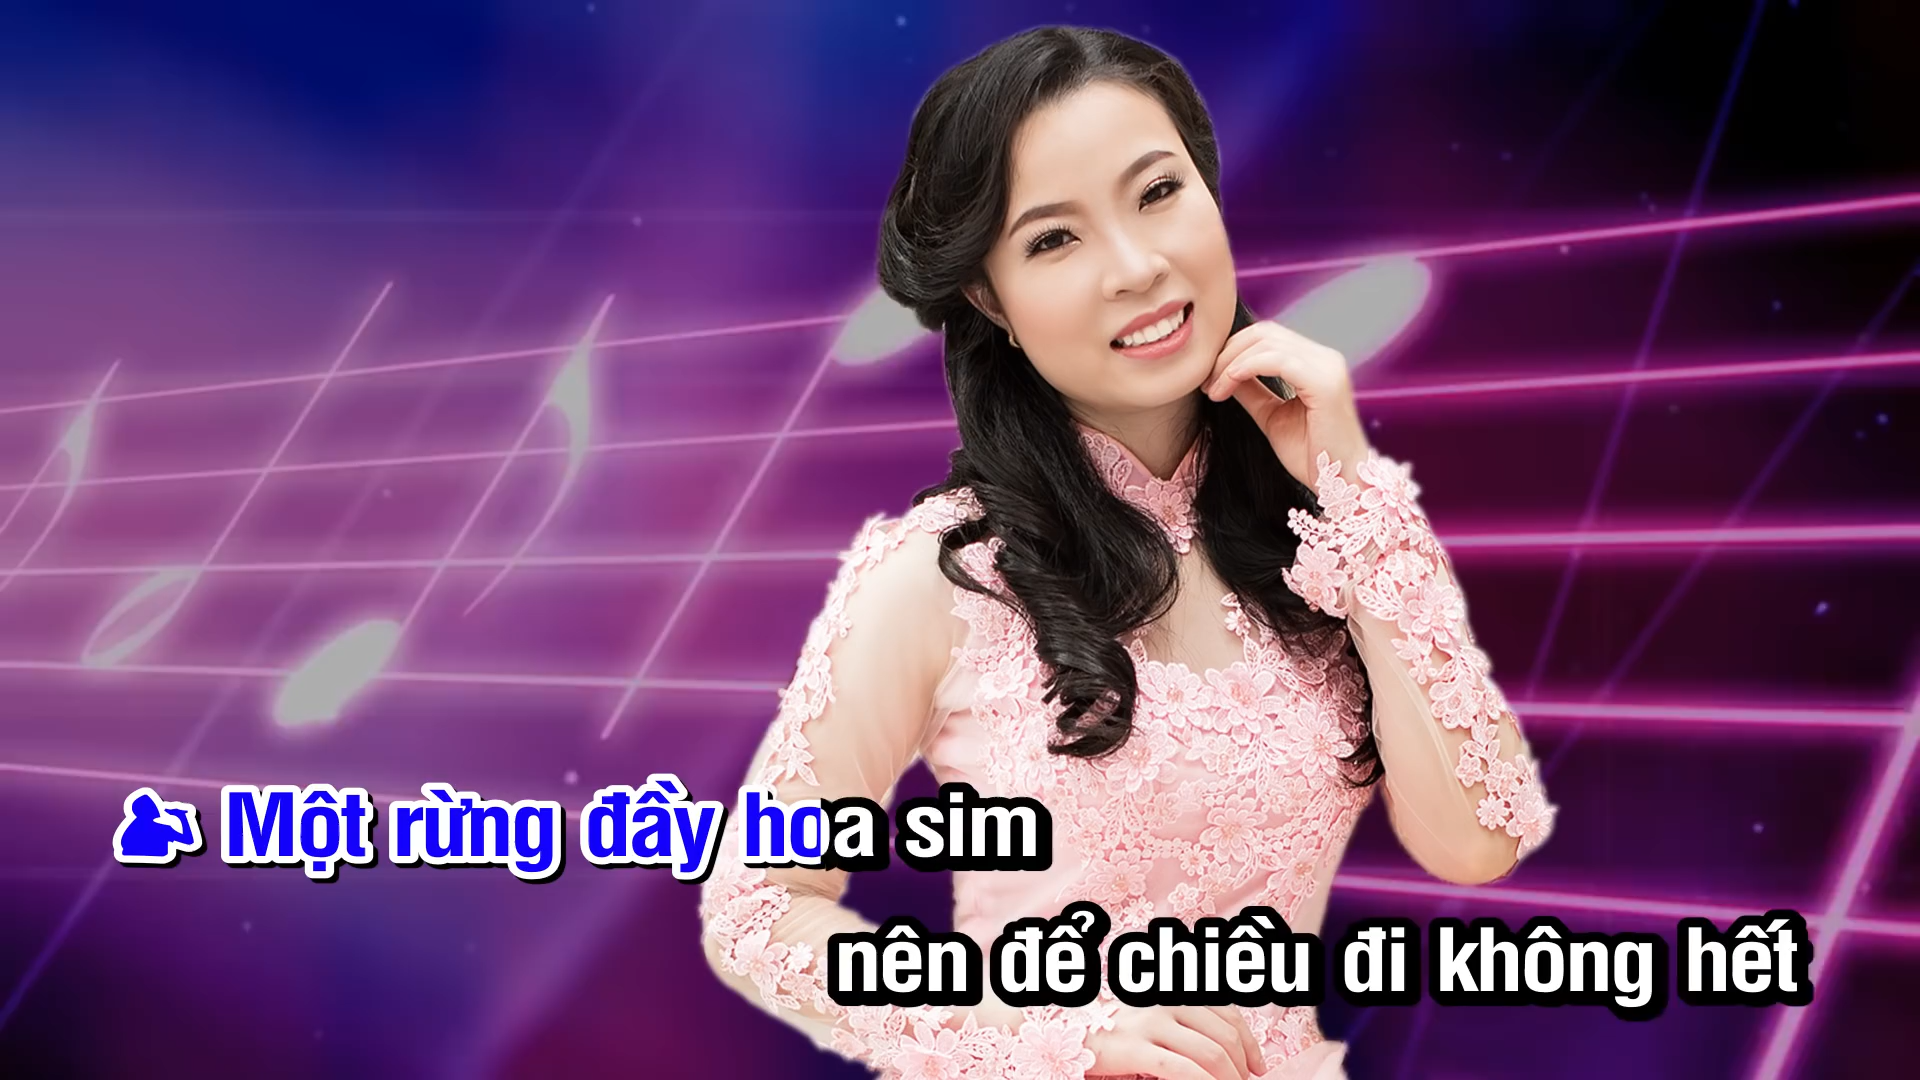 Một rừng đầy hoa sim
nên để chiều đi không hết